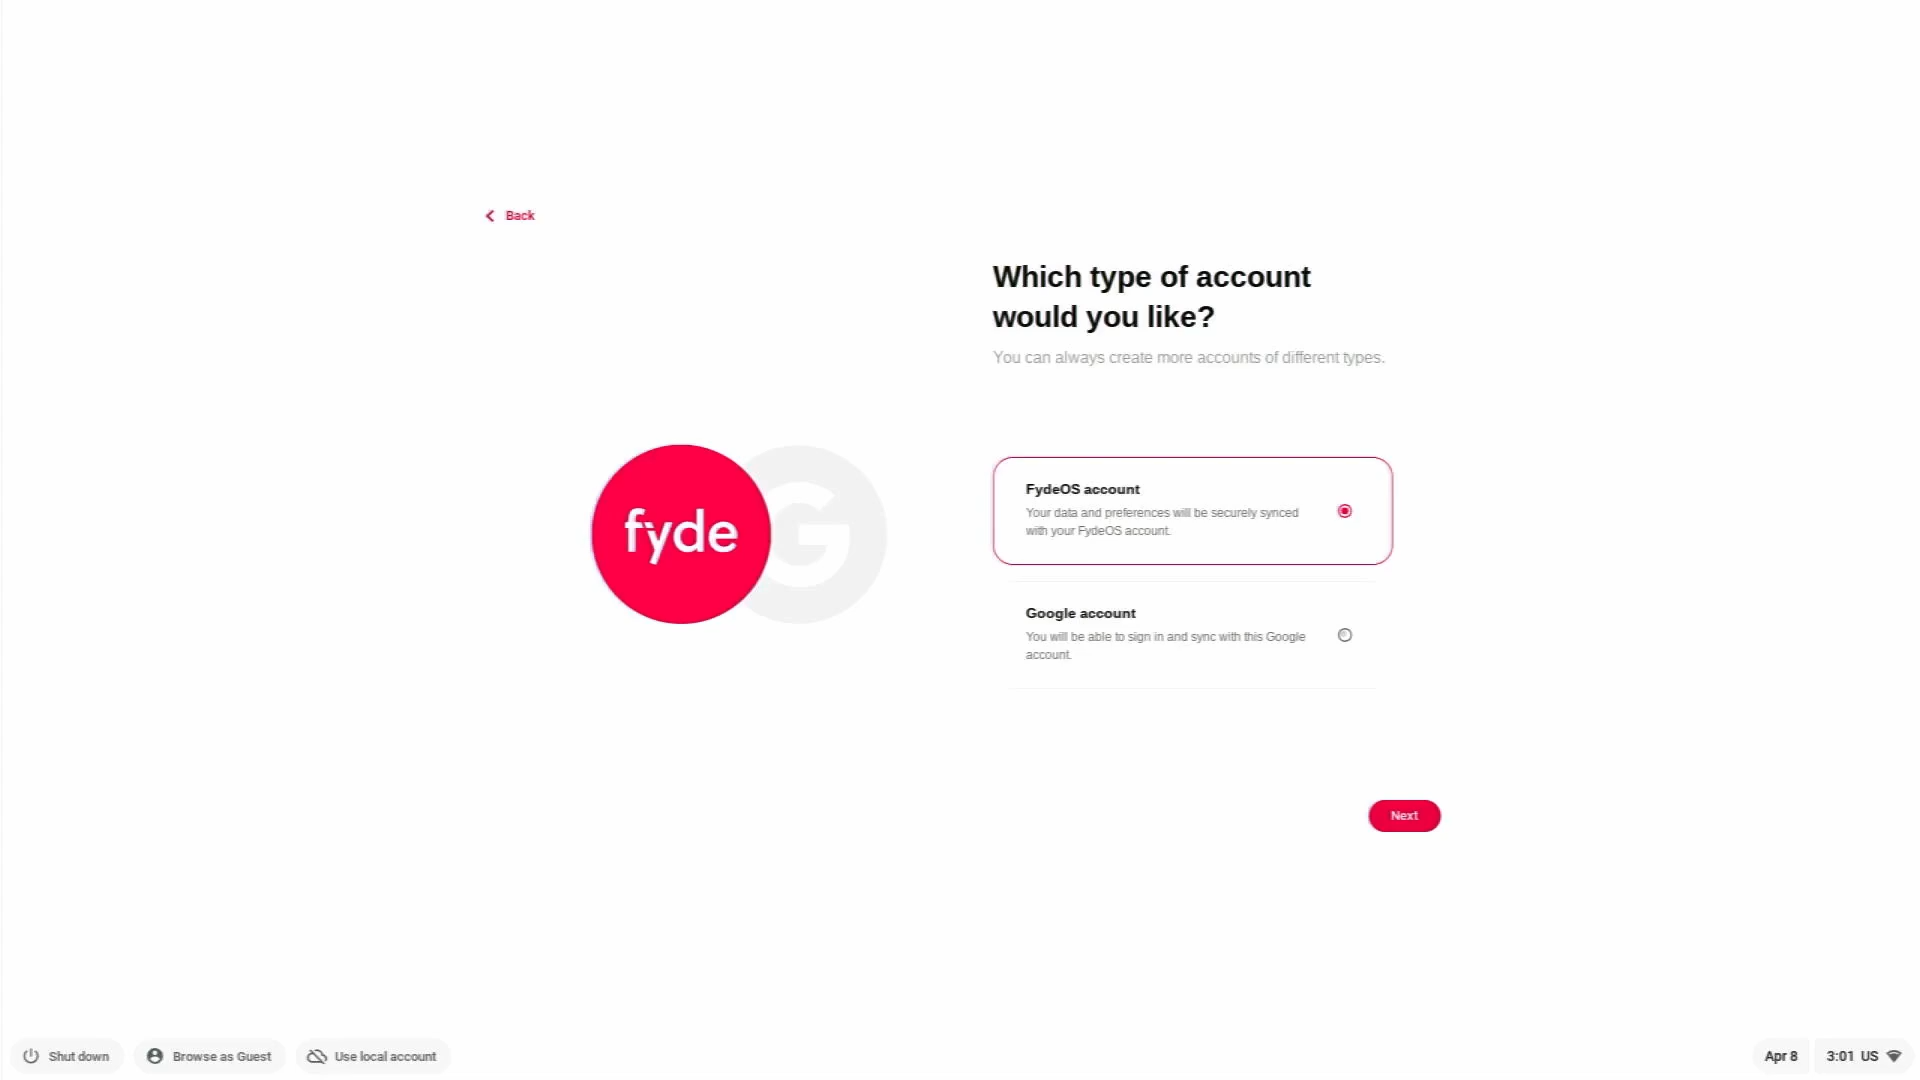 Back
Which type of account
would you like?
You can always create more accounts of different types.
fyde
G
FydeOS account
Your data and preferences will be securely synced
with your FydeOS account.
Google account
You will be able to sign in and sync with this Google
account.
Next
Shut down
Browse as Guest
Use local account
Apr 8
3:01 US